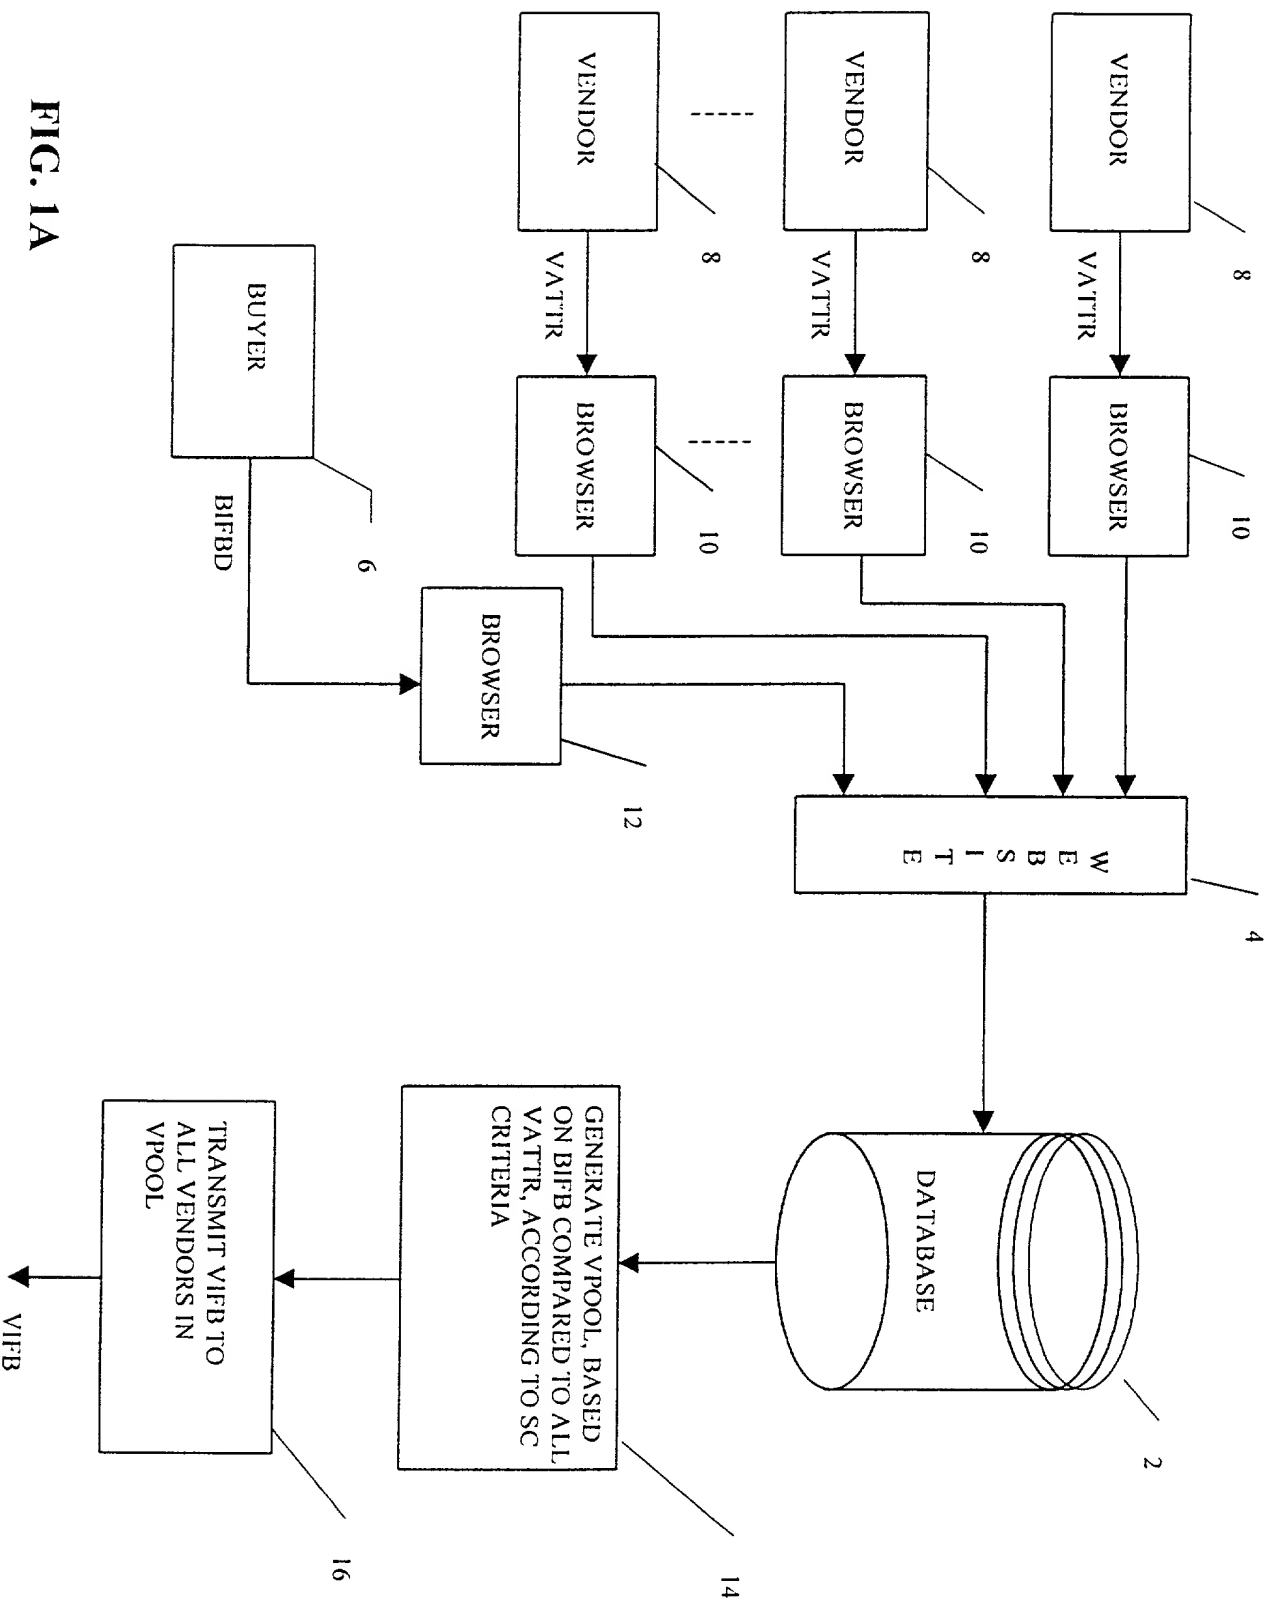 VENDOR
8
VATTR
BROWSER
10
VENDOR
8
VATTR
BROWSER
10
VENDOR
8
VATTR
BROWSER
10
BUYER
6
BIFBD
BROWSER
12
W
E
B
S
I
T
E
4
DATABASE
2
GENERATE VPOOL, BASED
ON BIFB COMPARED TO ALL
VATTR, ACCORDING TO SC
CRITERIA
14
TRANSMIT VIFB TO
ALL VENDORS IN
VPOOL
16
VIFB
FIG. 1A